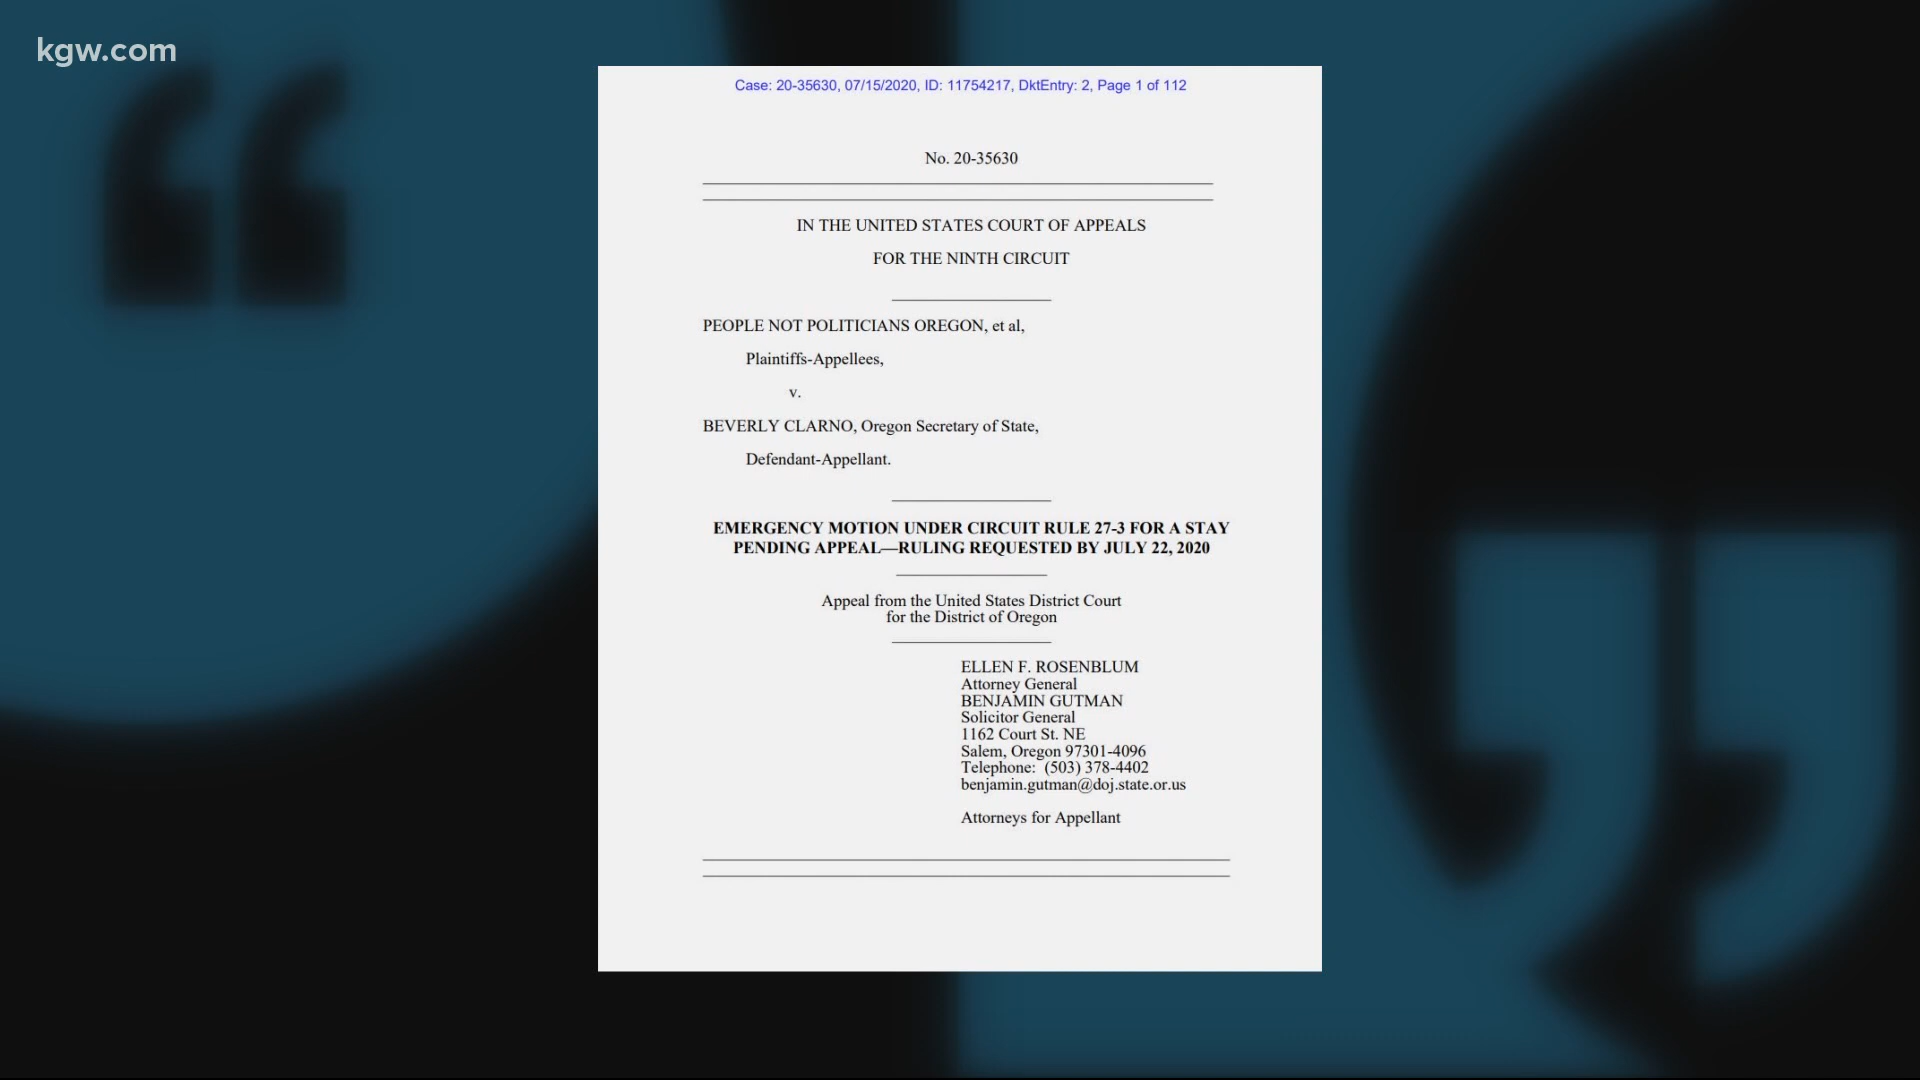 kgw.com
Case: 20-35630, 07/15/2020, ID: 11754217, DktEntry: 2, Page 1 of 112
No. 20-35630
IN THE UNITED STATES COURT OF APPEALS
FOR THE NINTH CIRCUIT
PEOPLE NOT POLITICIANS OREGON, et al,
Plaintiffs-Appellees,
v.
BEVERLY CLARNO, Oregon Secretary of State,
Defendant-Appellant.
EMERGENCY MOTION UNDER CIRCUIT RULE 27-3 FOR A STAY
PENDING APPEAL—RULING REQUESTED BY JULY 22, 2020
Appeal from the United States District Court
for the District of Oregon
ELLEN F. ROSENBLUM
Attorney General
BENJAMIN GUTMAN
Solicitor General
1162 Court St. NE
Salem, Oregon 97301-4096
Telephone: (503) 378-4402
benjamin.gutman@doj.state.or.us
Attorneys for Appellant